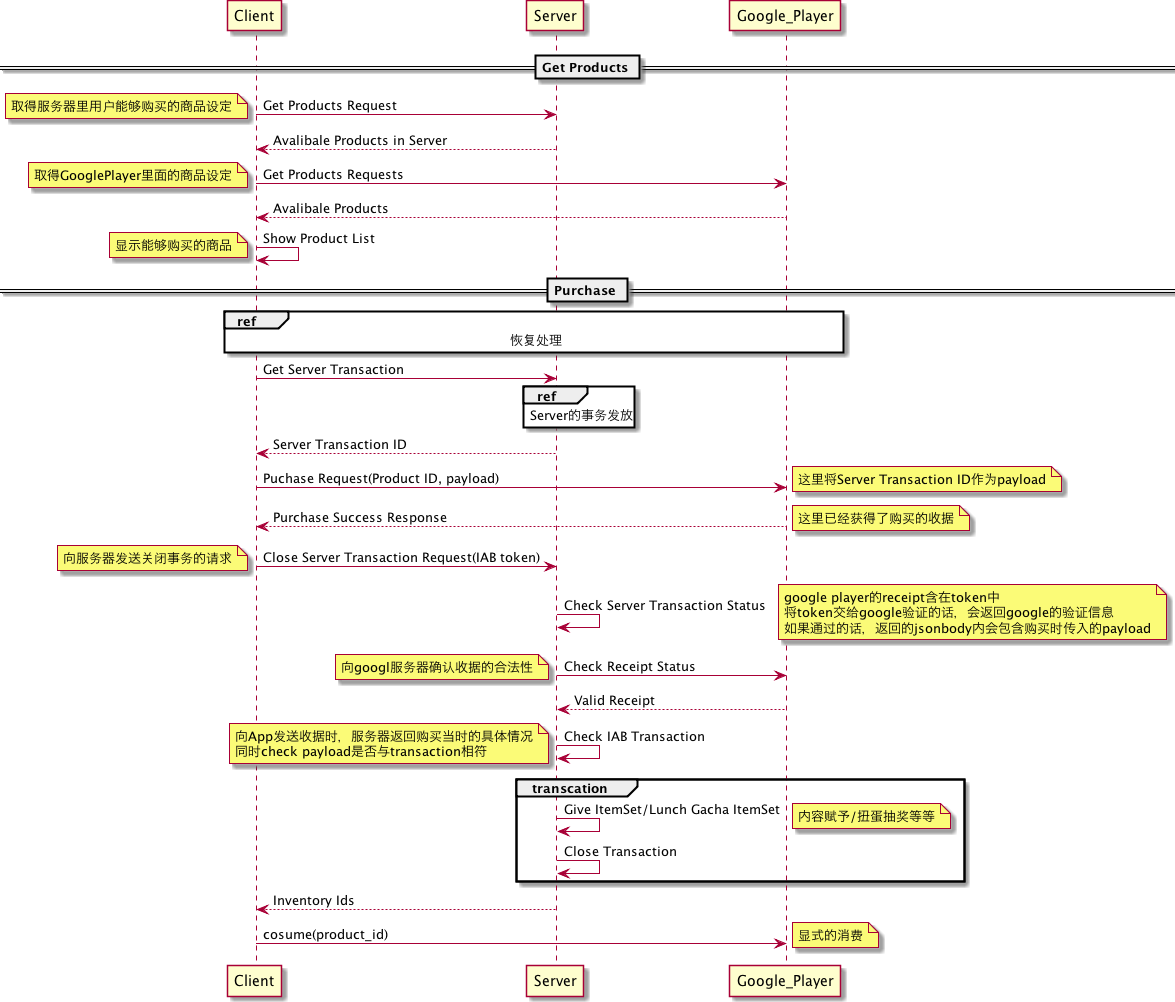 Client
Server
Google_Player
Get Products
取得服务器里用户能够购买的商品设定
Get Products Request
Avalibale Products in Server
取得GooglePlayer里面的商品设定
Get Products Requests
Avalibale Products
显示能够购买的商品
Show Product List
Purchase
ref
恢复处理
Get Server Transaction
ref
Server的事务发放
Server Transaction ID
Puchase Request(Product ID, payload)
这里将Server Transaction ID作为payload
Purchase Success Response
这里已经获得了购买的收据
向服务器发送关闭事务的请求
Close Server Transaction Request(IAB token)
Check Server Transaction Status
google player的receipt含在token中
将token交给google验证的话，会返回google的验证信息
如果通过的话，返回的jsonbody内会包含购买时传入的payload
向googl服务器确认收据的合法性
Check Receipt Status
Valid Receipt
向App发送收据时，服务器返回购买当时的具体情况
同时check payload是否与transaction相符
Check IAB Transaction
transcation
Give ItemSet/Lunch Gacha ItemSet
内容赋予/扭蛋抽奖等等
Close Transaction
Inventory Ids
cosume(product_id)
显式的消费
Client
Server
Google_Player